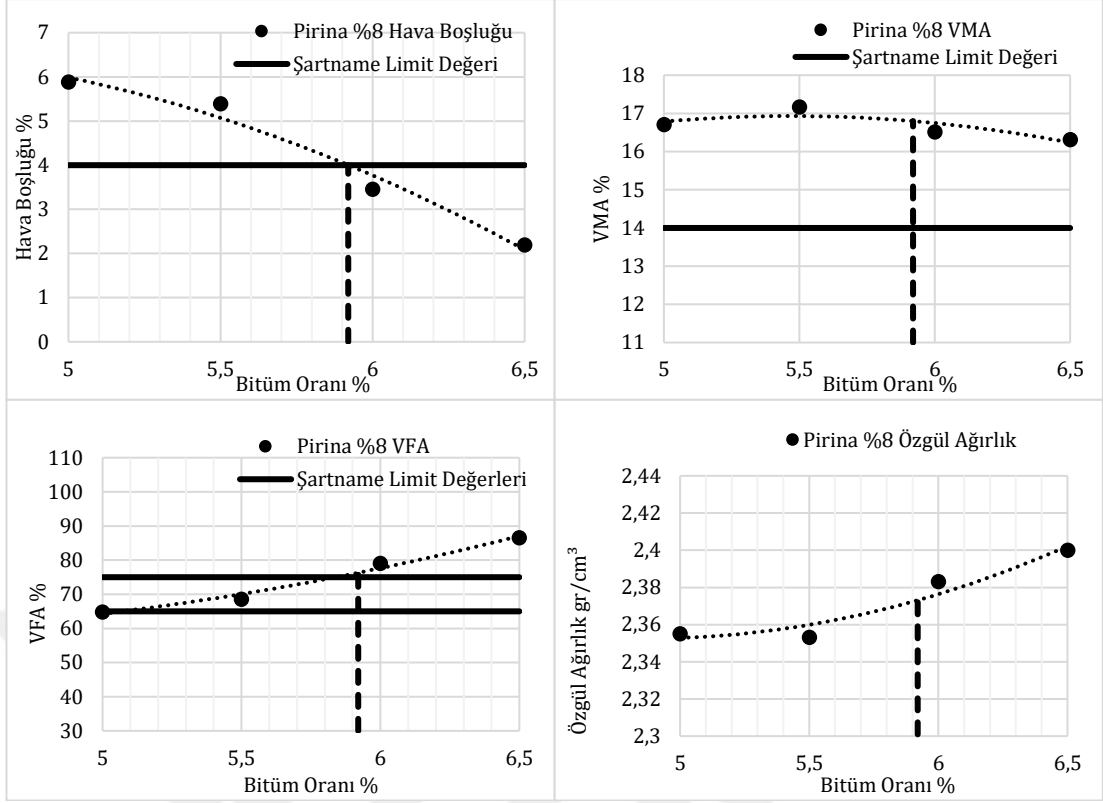 Pirina %8 Hava Boşluğu
Şartname Limit Değeri
Hava Boşluğu %
7
6
5
4
3
2
1
0
5 5,5 6 6,5
Bitüm Oranı %
Pirina %8 VMA
Şartname Limit Değeri
VMA %
18
17
16
15
14
13
12
11
5 5,5 6 6,5
Bitüm Oranı %
Pirina %8 VFA
Şartname Limit Değerleri
VFA %
110
100
90
80
70
60
50
40
30
5 5,5 6 6,5
Bitüm Oranı %
Pirina %8 Özgül Ağırlık
Özgül Ağırlık gr/cm³
2,44
2,42
2,4
2,38
2,36
2,34
2,32
2,3
5 5,5 6 6,5
Bitüm Oranı %